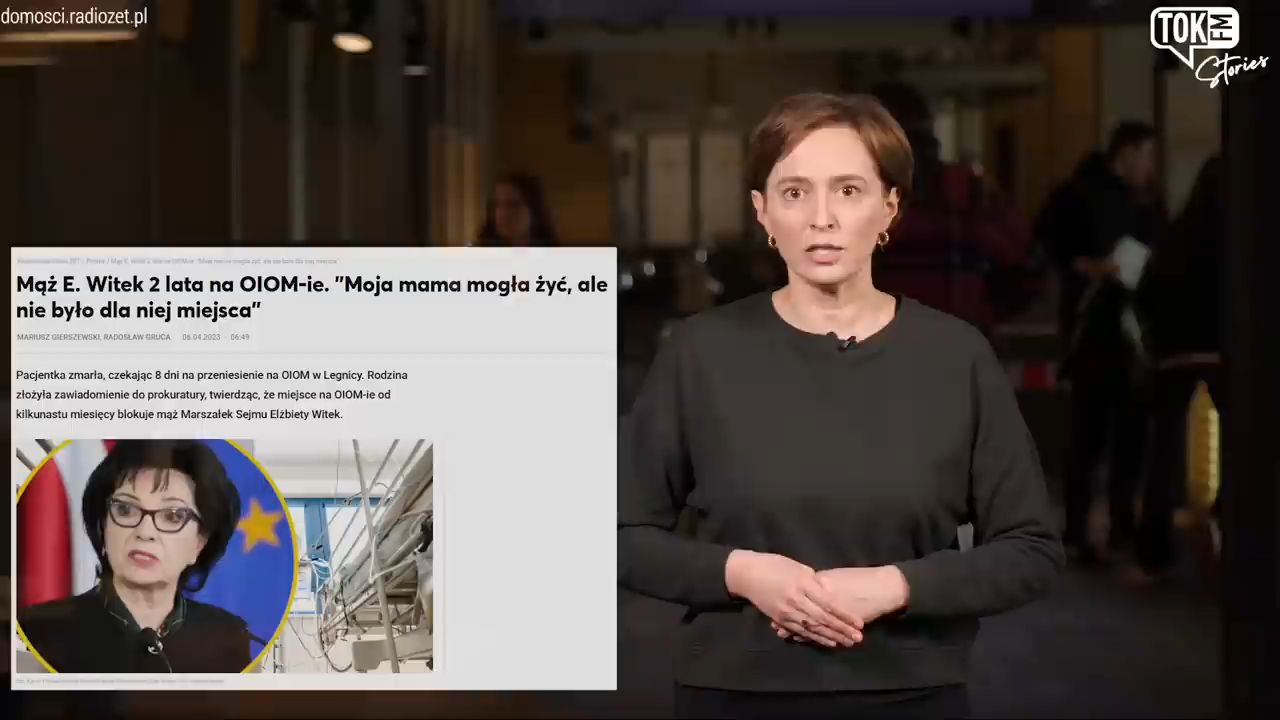 domosci.radiozet.pl
TOK FM
Stories
Mąż E. Witek 2 lata na OIOM-ie. "Moja mama mogła żyć, ale
nie było dla niej miejsca"
MARIUSZ GIERSZEWSKI, RADOSŁAW GRUCA 06.04.2023 - 06:49
Pacjentka zmarła, czekając 8 dni na przeniesienie na OIOM w Legnicy. Rodzina
złożyła zawiadomienie do prokuratury, twierdząc, że miejsce na OIOM-ie od
kilkunastu miesięcy blokuje mąż Marszałek Sejmu Elżbiety Witek.